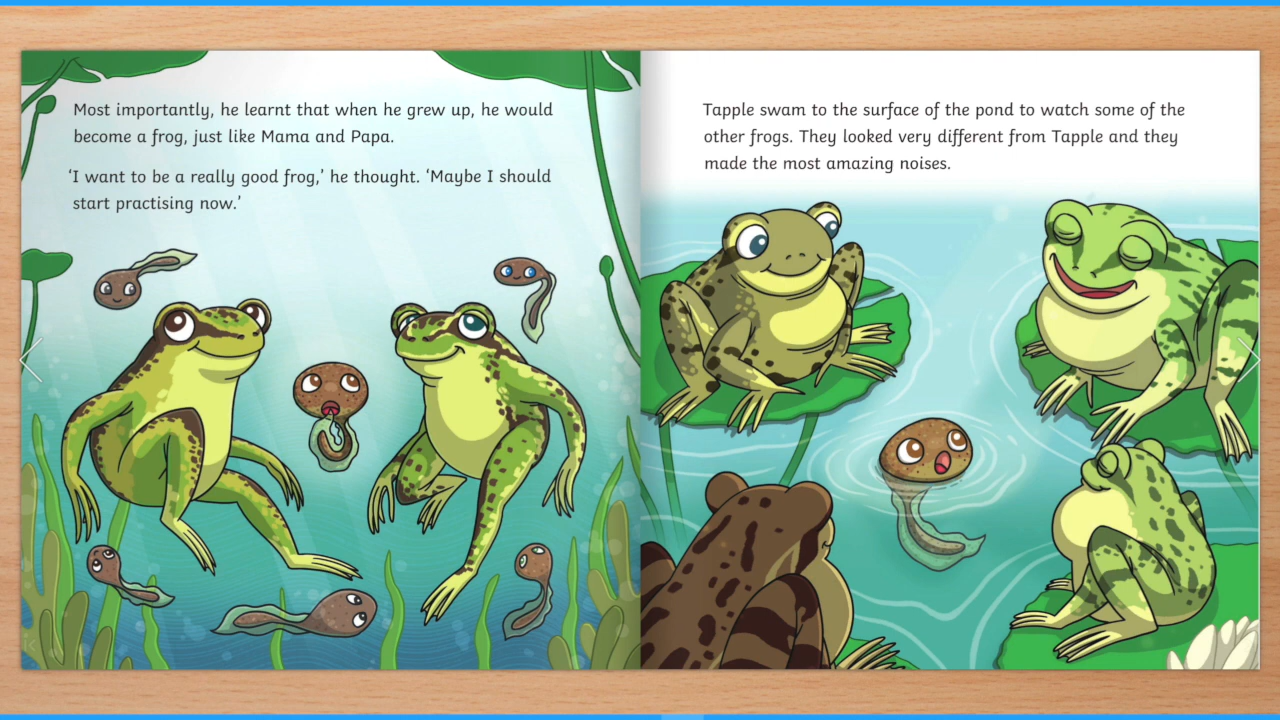 Most importantly, he learnt that when he grew up, he would
become a frog, just like Mama and Papa.
‘I want to be a really good frog,’ he thought. ‘Maybe I should
start practising now.’
Tapple swam to the surface of the pond to watch some of the
other frogs. They looked very different from Tapple and they
made the most amazing noises.